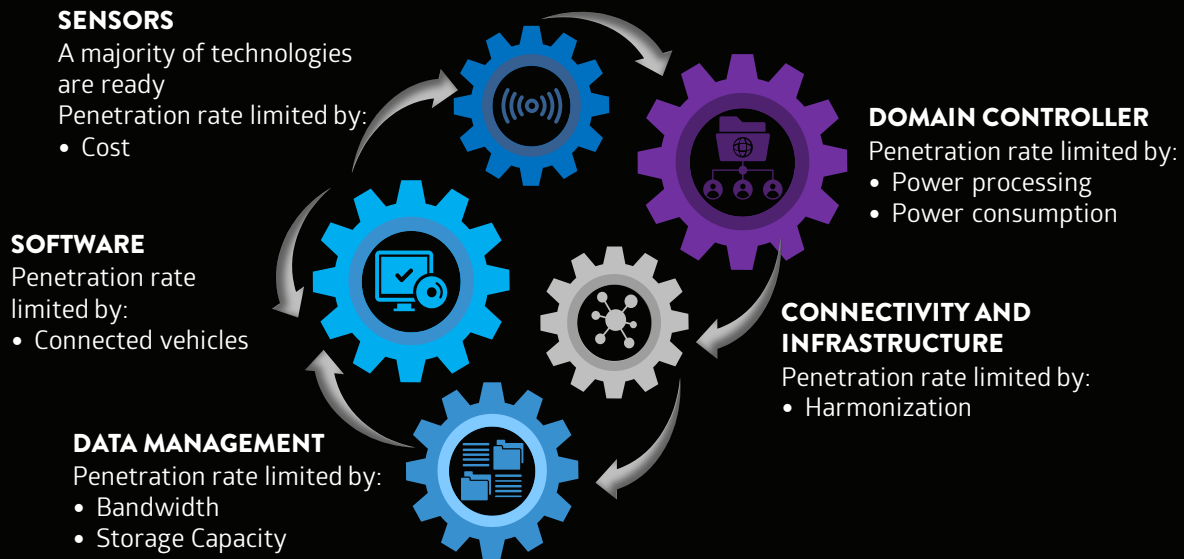 SENSORS
A majority of technologies
are ready
Penetration rate limited by:
• Cost
DOMAIN CONTROLLER
Penetration rate limited by:
• Power processing
• Power consumption
SOFTWARE
Penetration rate
limited by:
• Connected vehicles
CONNECTIVITY AND
INFRASTRUCTURE
Penetration rate limited by:
• Harmonization
DATA MANAGEMENT
Penetration rate limited by:
• Bandwidth
• Storage Capacity